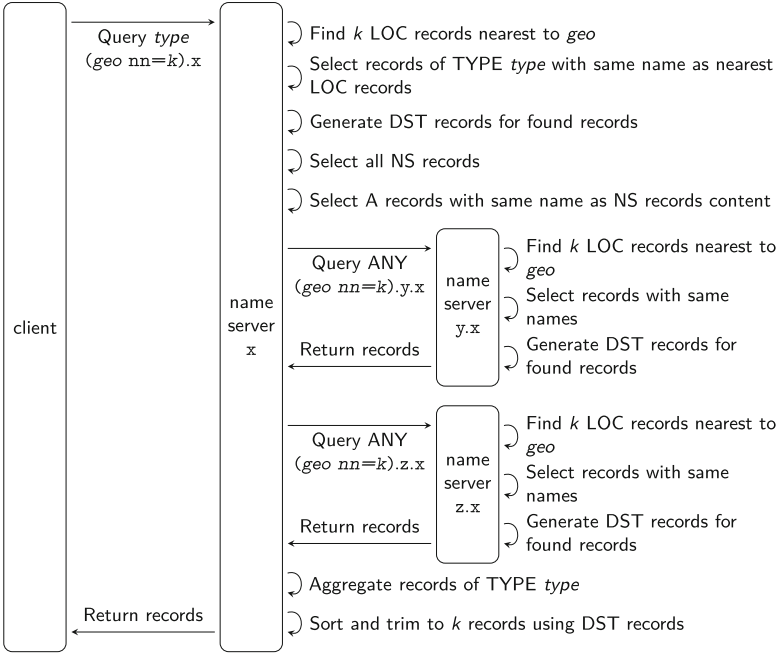 Query type
(geo nn=k).x
Find k LOC records nearest to geo
Select records of TYPE type with same name as nearest
LOC records
Generate DST records for found records
Select all NS records
Select A records with same name as NS records content
client
name
server
x
Query ANY
(geo nn=k).y.x
Return records
name
server
y.x
Find k LOC records nearest to
geo
Select records with same
names
Generate DST records for
found records
Query ANY
(geo nn=k).z.x
Return records
name
server
z.x
Find k LOC records nearest to
geo
Select records with same
names
Generate DST records for
found records
Aggregate records of TYPE type
Return records
Sort and trim to k records using DST records